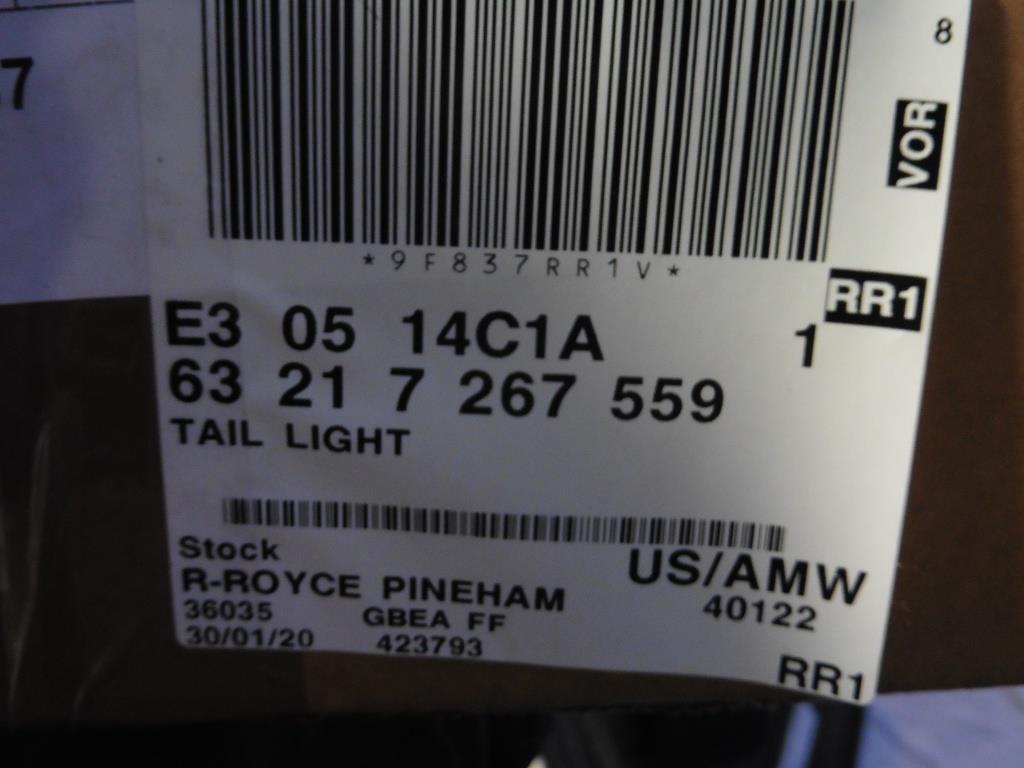 8
VOR
*9F837RR1V*
RR1
E3 05 14C1A 1
63 21 7 267 559
TAIL LIGHT
Stock
US/AMW
R-ROYCE PINEHAM
40122
36035 GBEA FF
30/01/20 423793
RR1
7